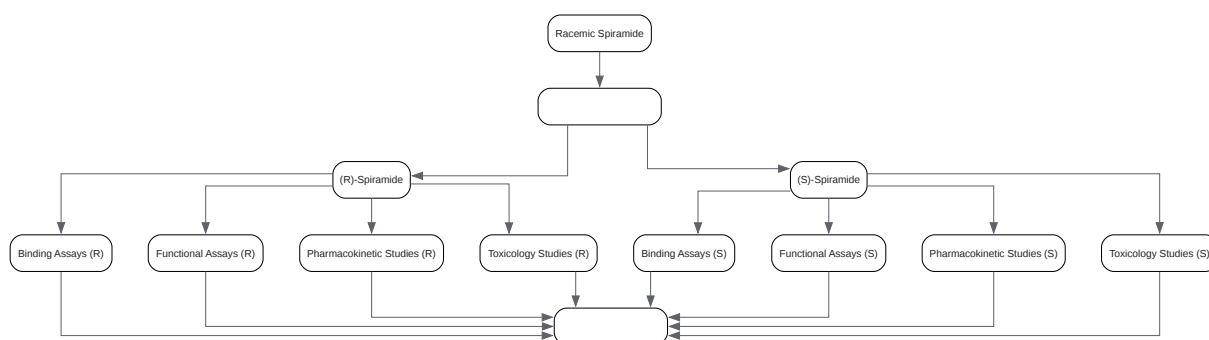 Racemic Spiramide
(R)-Spiramide
(S)-Spiramide
Binding Assays (R)
Functional Assays (R)
Pharmacokinetic Studies (R)
Toxicology Studies (R)
Binding Assays (S)
Functional Assays (S)
Pharmacokinetic Studies (S)
Toxicology Studies (S)